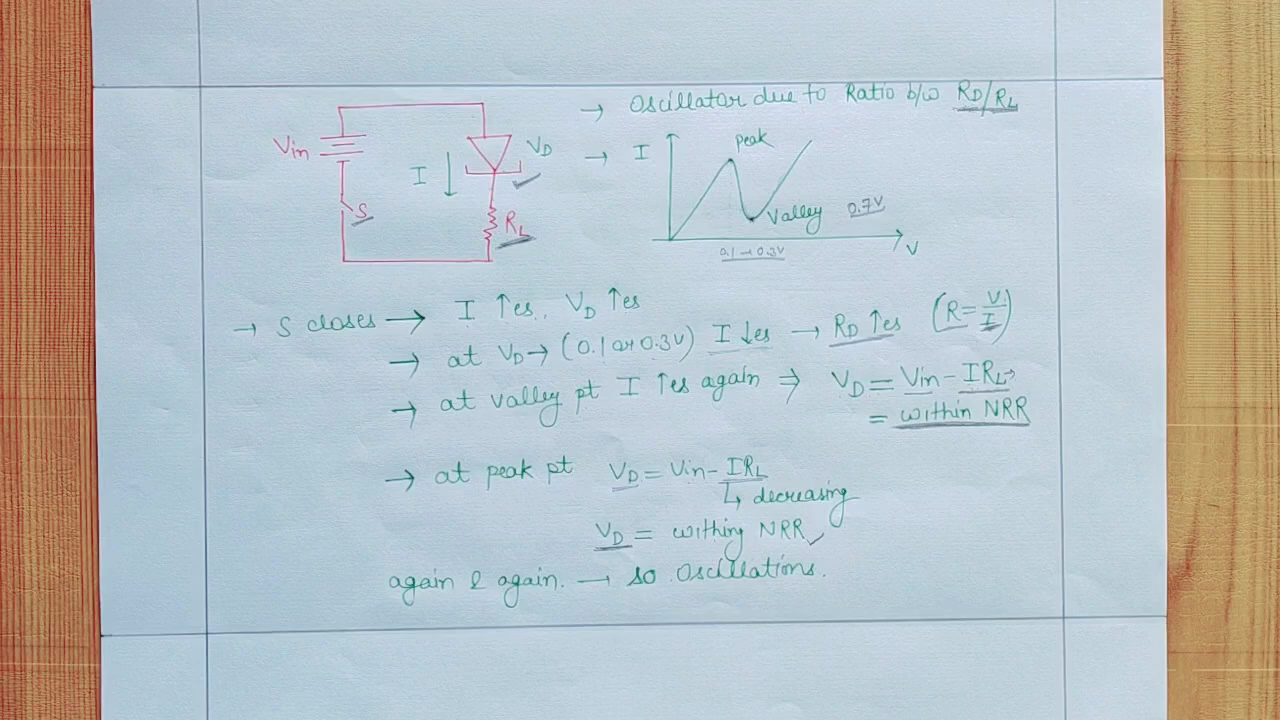 → Oscillator due to Ratio b/w RD/RL
Vin
S
I ↓
VD
RL
→ I
Peak
Valley 0.7V
0.1 → 0.3V
V
→ S closes → I ↑es, VD ↑es
→ at VD → (0.1 or 0.3V) I ↓es → RD ↑es (R = V/I)
→ at valley pt I ↑es again ⇒ VD = Vin - IRL→
= within NRR
→ at peak pt VD = Vin - IRL
↳ decreasing
VD = withing NRR ✓
again & again. → so Oscillations.